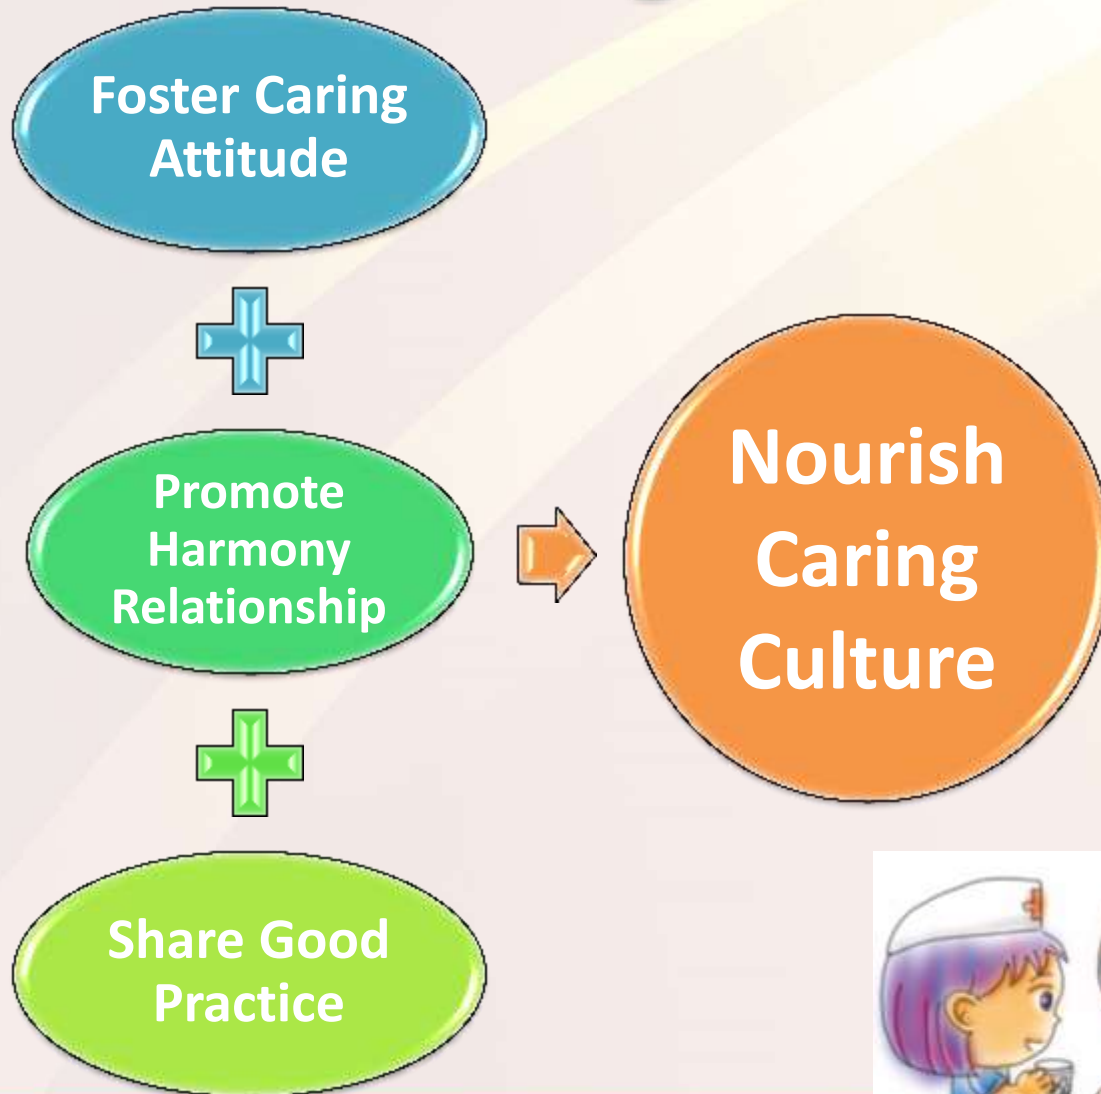 Foster Caring
Attitude
Promote
Harmony
Relationship
Nourish
Caring
Culture
Share Good
Practice